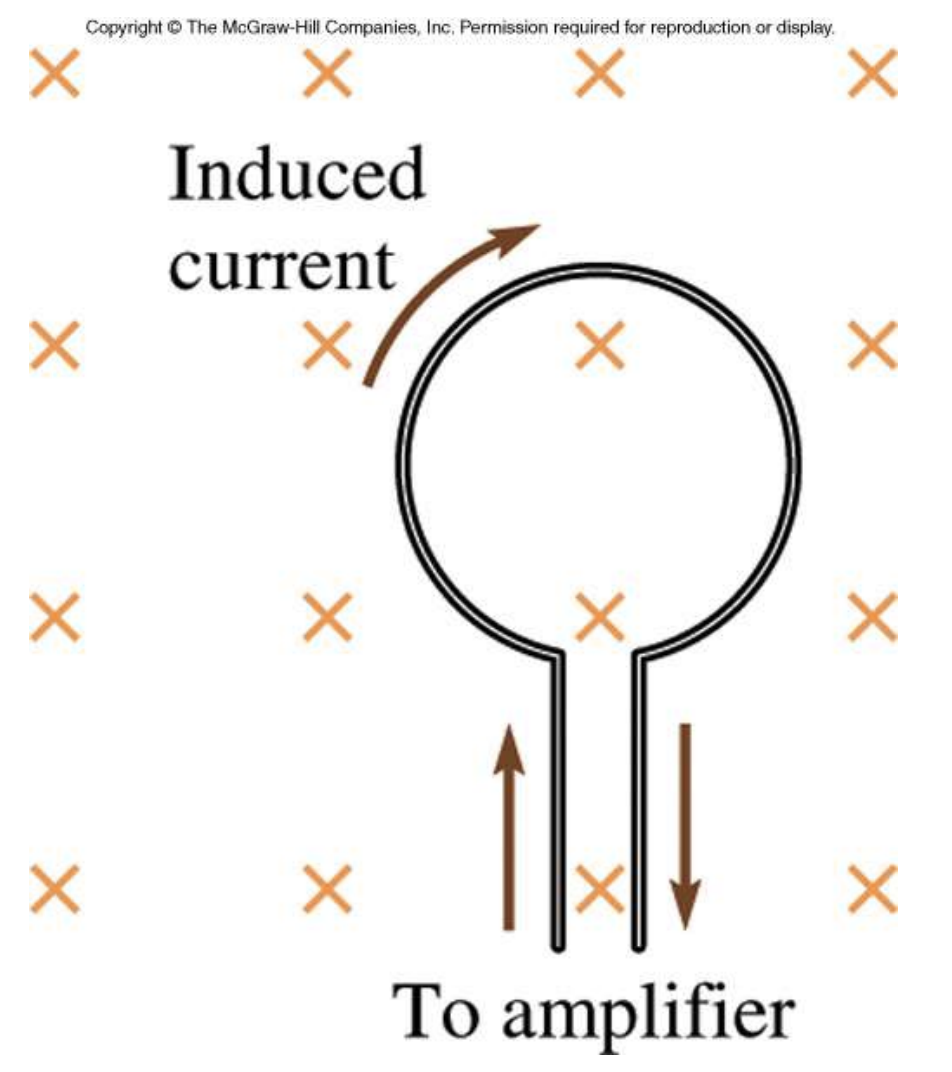 Copyright © The McGraw-Hill Companies, Inc. Permission required for reproduction or display.
Induced
current
To amplifier